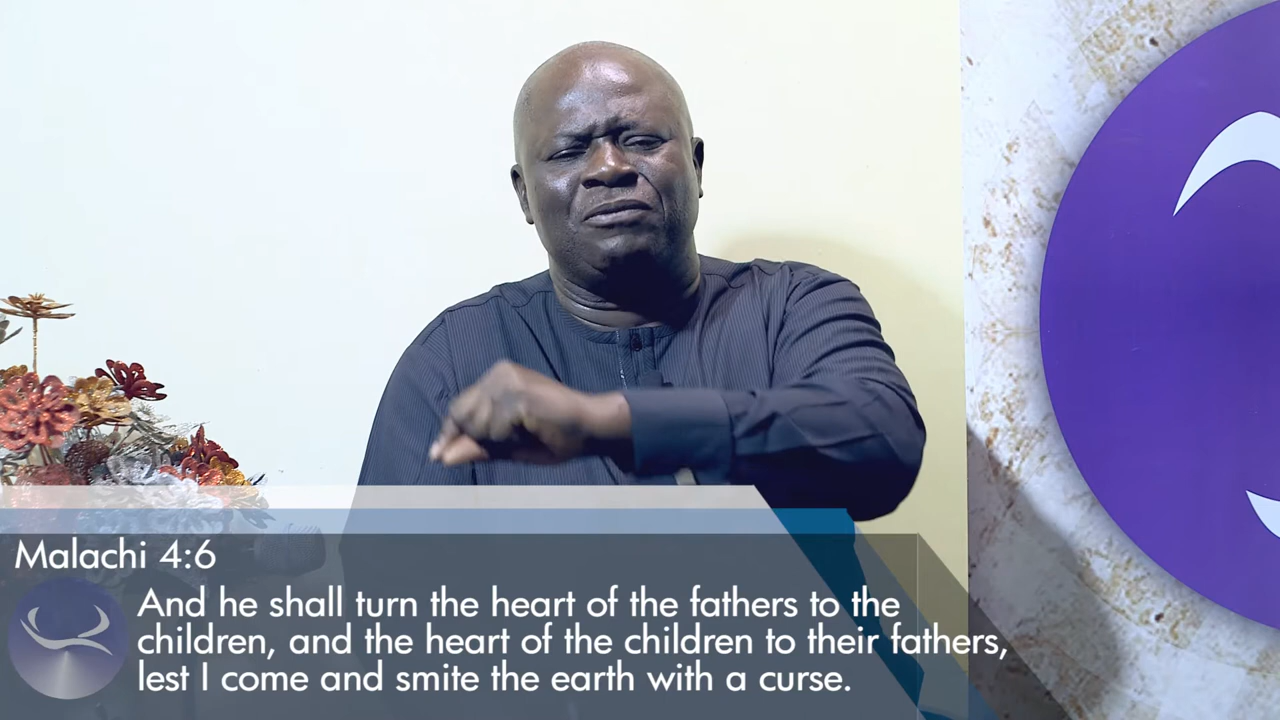 Malachi 4:6
And he shall turn the heart of the fathers to the
children, and the heart of the children to their fathers,
lest I come and smite the earth with a curse.